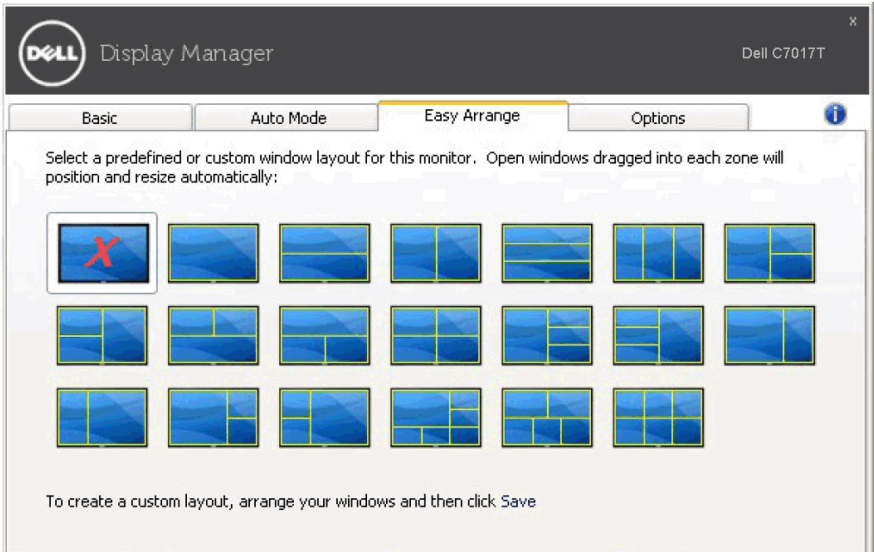 x
DELL
Display Manager
Dell C7017T
Basic
Auto Mode
Easy Arrange
Options
i
Select a predefined or custom window layout for this monitor. Open windows dragged into each zone will
position and resize automatically:
X
To create a custom layout, arrange your windows and then click Save